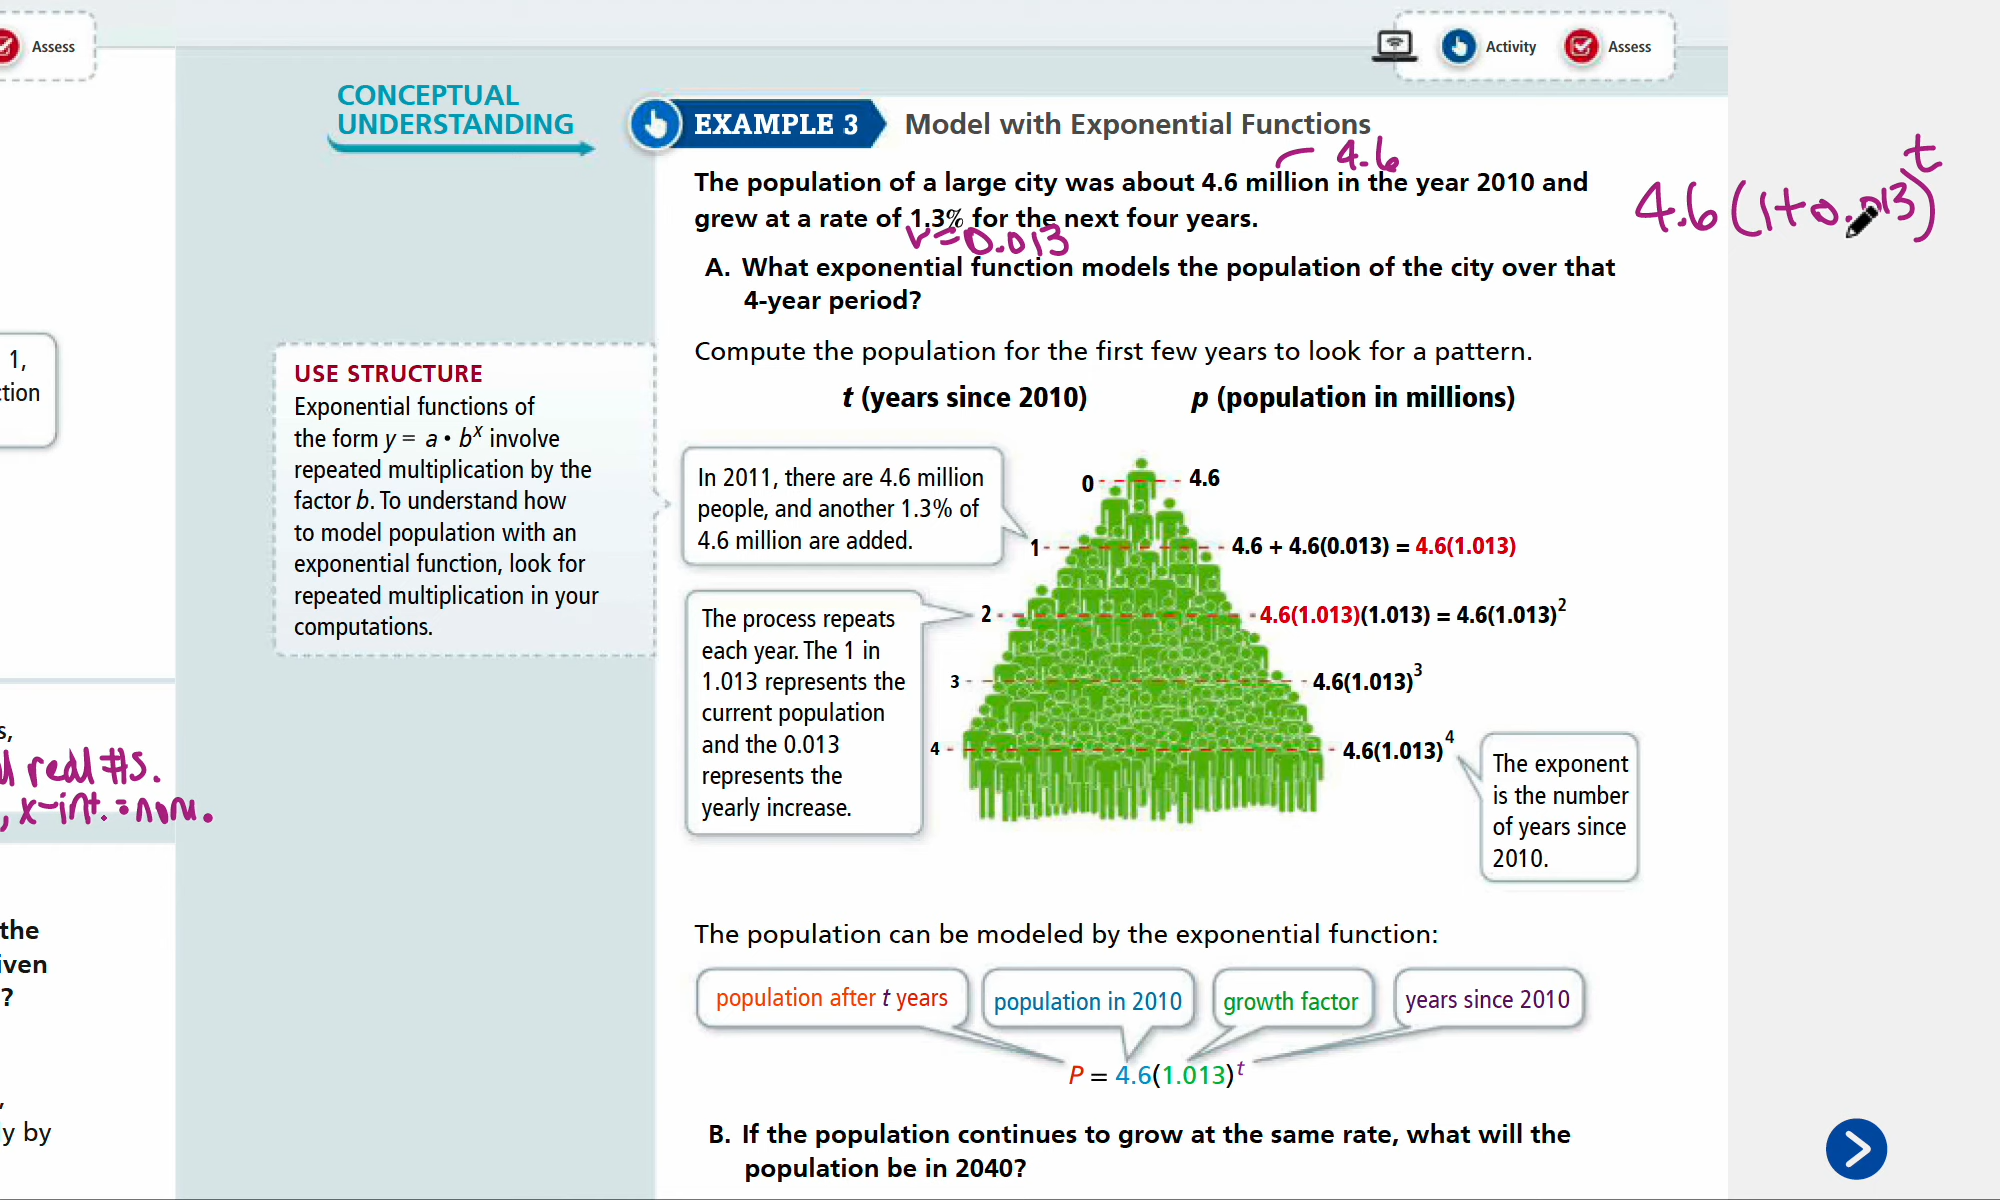 Assess
Activity
Assess
CONCEPTUAL
UNDERSTANDING
EXAMPLE 3 Model with Exponential Functions
4.6
The population of a large city was about 4.6 million in the year 2010 and
grew at a rate of 1.3% for the next four years.
r=0.013
4.6(1+0.013)^t
A. What exponential function models the population of the city over that
4-year period?
Compute the population for the first few years to look for a pattern.
t (years since 2010) p (population in millions)
1,
ction
USE STRUCTURE
Exponential functions of
the form y = a • b^x involve
repeated multiplication by the
factor b. To understand how
to model population with an
exponential function, look for
repeated multiplication in your
computations.
In 2011, there are 4.6 million
people, and another 1.3% of
4.6 million are added.
0 4.6
1 4.6 + 4.6(0.013) = 4.6(1.013)
2 4.6(1.013)(1.013) = 4.6(1.013)^2
3 4.6(1.013)^3
4 4.6(1.013)^4
The process repeats
each year. The 1 in
1.013 represents the
current population
and the 0.013
represents the
yearly increase.
The exponent
is the number
of years since
2010.
s,
real #s.
, x-int. = non.
the
iven
?
,
y by
The population can be modeled by the exponential function:
population after t years
population in 2010
growth factor
years since 2010
P = 4.6(1.013)^t
B. If the population continues to grow at the same rate, what will the
population be in 2040?